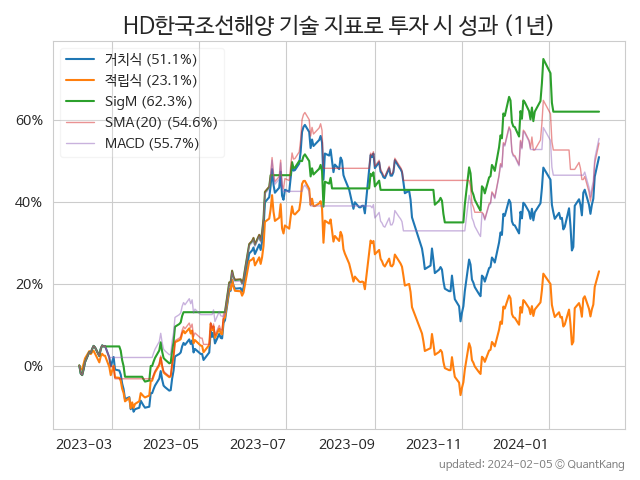 HD한국조선해양 기술 지표로 투자 시 성과 (1년)
거치식 (51.1%)
적립식 (23.1%)
SigM (62.3%)
SMA(20) (54.6%)
MACD (55.7%)
60%
40%
20%
0%
2023-03 2023-05 2023-07 2023-09 2023-11 2024-01
updated: 2024-02-05 © QuantKang